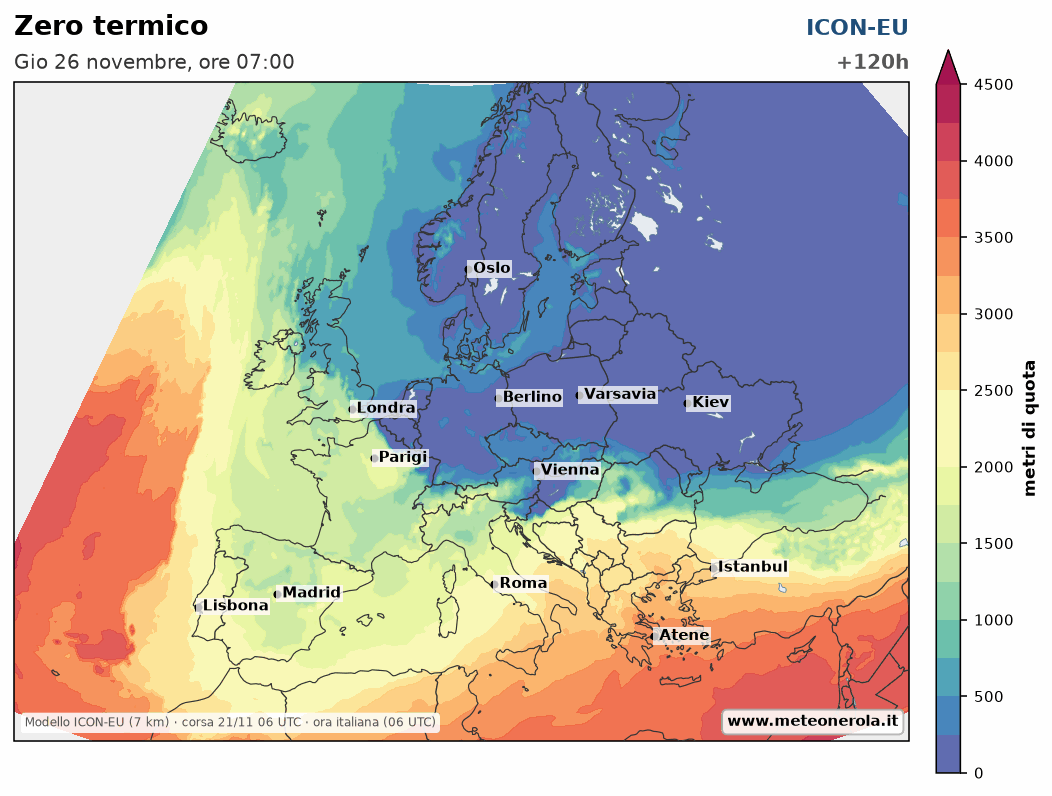 Zero termico
ICON-EU
Gio 26 novembre, ore 07:00
+120h
4500
4000
3500
3000
2500
2000
1500
1000
500
0
metri di quota
Oslo
Berlino
Varsavia
Kiev
Londra
Parigi
Vienna
Istanbul
Roma
Madrid
Lisbona
Atene
Modello ICON-EU (7 km) · corsa 21/11 06 UTC · ora italiana (06 UTC)
www.meteonerola.it